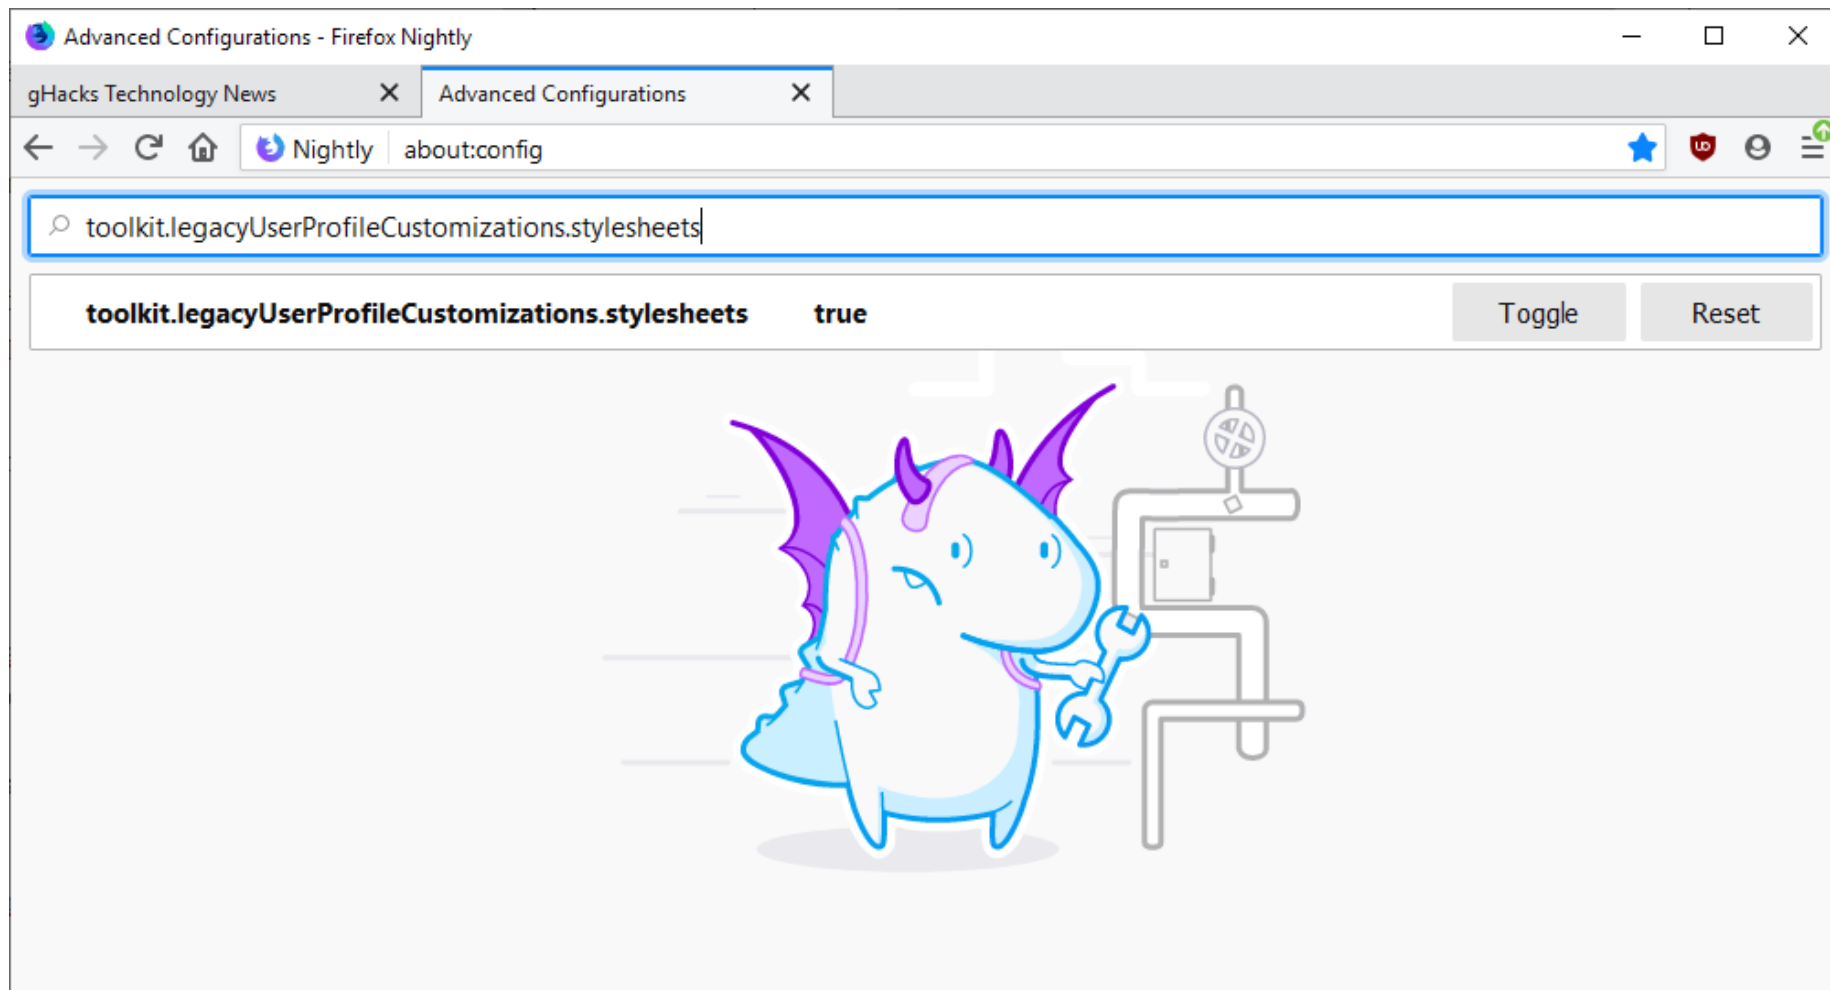 Advanced Configurations - Firefox Nightly
gHacks Technology News
Advanced Configurations
Nightly
about:config
toolkit.legacyUserProfileCustomizations.stylesheets
toolkit.legacyUserProfileCustomizations.stylesheets true Toggle Reset